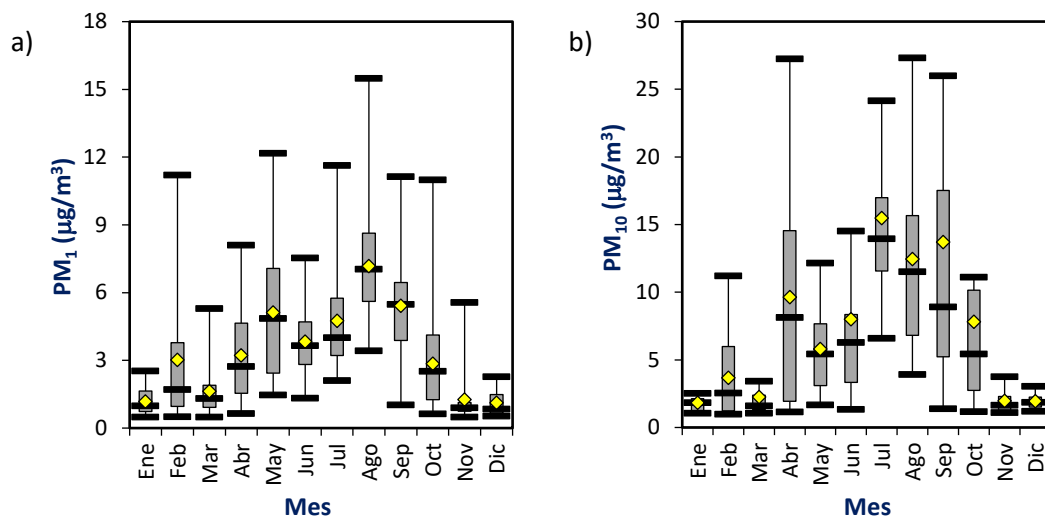 a)
PM₁ (µg/m³)
18
15
12
9
6
3
0
Ene Feb Mar Abr May Jun Jul Ago Sep Oct Nov Dic
Mes
b)
PM₁₀ (µg/m³)
30
25
20
15
10
5
0
Ene Feb Mar Abr May Jun Jul Ago Sep Oct Nov Dic
Mes